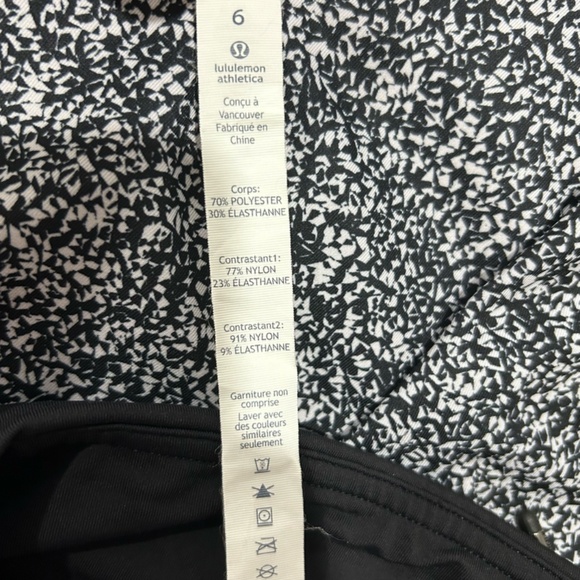 6
lululemon
athletica
Conçu à
Vancouver
Fabriqué en
Chine
Corps:
70% POLYESTER
30% ÉLASTHANNE
Contrastant1:
77% NYLON
23% ÉLASTHANNE
Contrastant2:
91% NYLON
9% ÉLASTHANNE
Garniture non
comprise
Laver avec
des couleurs
similaires
seulement